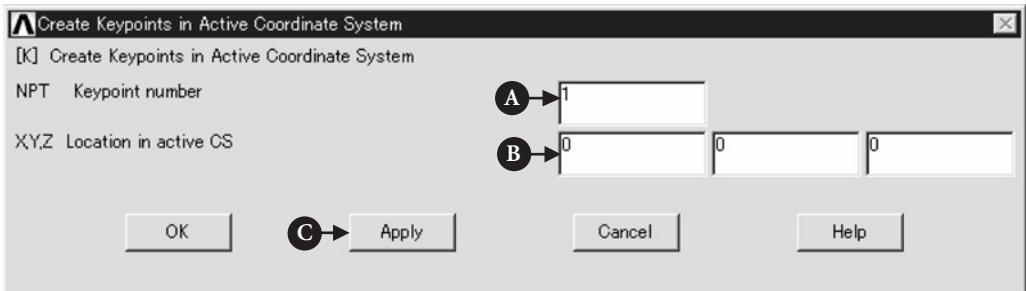 Create Keypoints in Active Coordinate System
[K] Create Keypoints in Active Coordinate System
NPT Keypoint number A 1
X,Y,Z Location in active CS B 0 0 0
OK C Apply Cancel Help